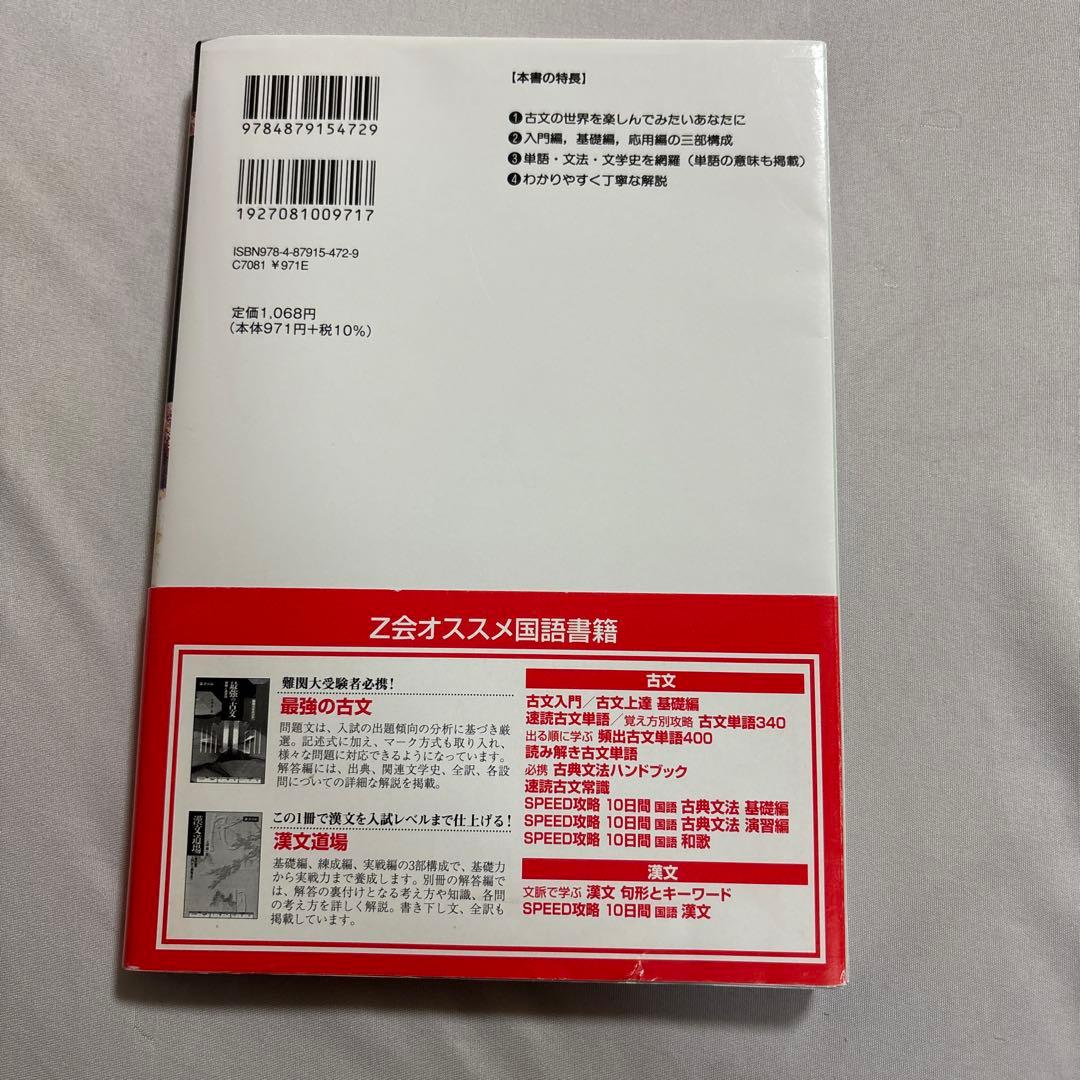 9784879154729
1927081009717
ISBN978-4-87915-472-9
C7081 ¥971E
定価1,068円
(本体971円+税10%)
【本書の特長】
❶古文の世界を楽しんでみたいあなたに
❷入門編，基礎編，応用編の三部構成
❸単語・文法・文学史を網羅（単語の意味も掲載）
❹わかりやすく丁寧な解説
Z会オススメ国語書籍
難関大受験者必携!
最強の古文
問題文は、入試の出題傾向の分析に基づき厳
選。記述式に加え、マーク方式も取り入れ、
様々な問題に対応できるようになっています。
解答編には、出典、関連文学史、全訳、各設
問についての詳細な解説を掲載。
最強の古文
この1冊で漢文を入試レベルまで仕上げる!
漢文道場
基礎編、練成編、実戦編の3部構成で、基礎力
から実戦力まで養成します。別冊の解答編で
は、解答の裏付けとなる考え方や知識、各問
の考え方を詳しく解説。書き下し文、全訳も
掲載しています。
漢文道場
古文
古文入門／古文上達 基礎編
速読古文単語／覚え方別攻略 古文単語340
出る順に学ぶ 頻出古文単語400
読み解き古文単語
必携 古典文法ハンドブック
速読古文常識
SPEED攻略 10日間 国語 古典文法 基礎編
SPEED攻略 10日間 国語 古典文法 演習編
SPEED攻略 10日間 国語 和歌
漢文
文脈で学ぶ 漢文 句形とキーワード
SPEED攻略 10日間 国語 漢文